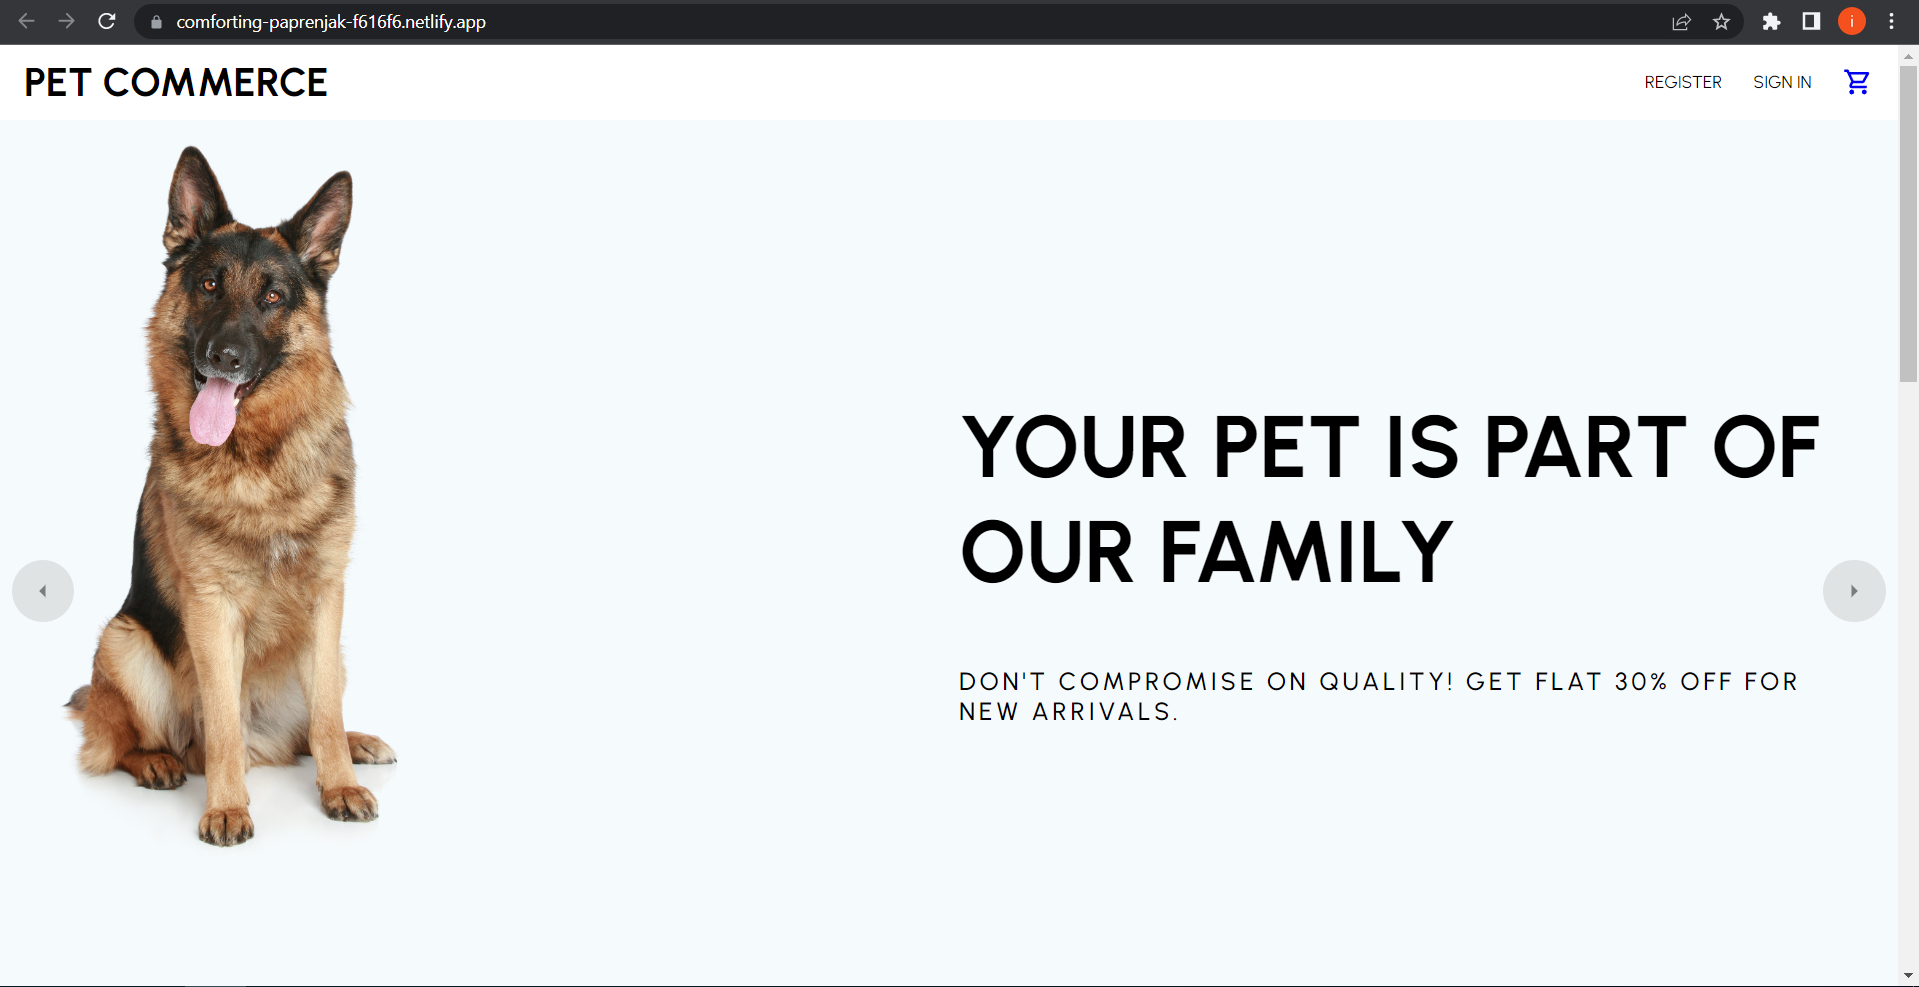 comforting-paprenjak-f616f6.netlify.app
i
PET COMMERCE
REGISTER
SIGN IN
YOUR PET IS PART OF
OUR FAMILY
DON'T COMPROMISE ON QUALITY! GET FLAT 30% OFF FOR
NEW ARRIVALS.